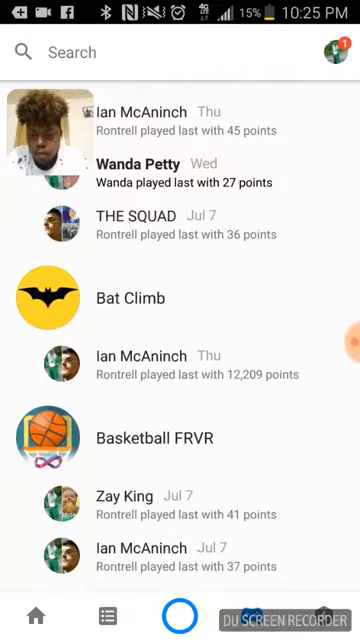 4G
LTE
15%
10:25 PM
Search
1
Ian McAninch Thu
Rontrell played last with 45 points
Wanda Petty Wed
Wanda played last with 27 points
THE SQUAD Jul 7
Rontrell played last with 36 points
Bat Climb
Ian McAninch Thu
Rontrell played last with 12,209 points
Basketball FRVR
Zay King Jul 7
Rontrell played last with 41 points
Ian McAninch Jul 7
Rontrell played last with 37 points
DU SCREEN RECORDER